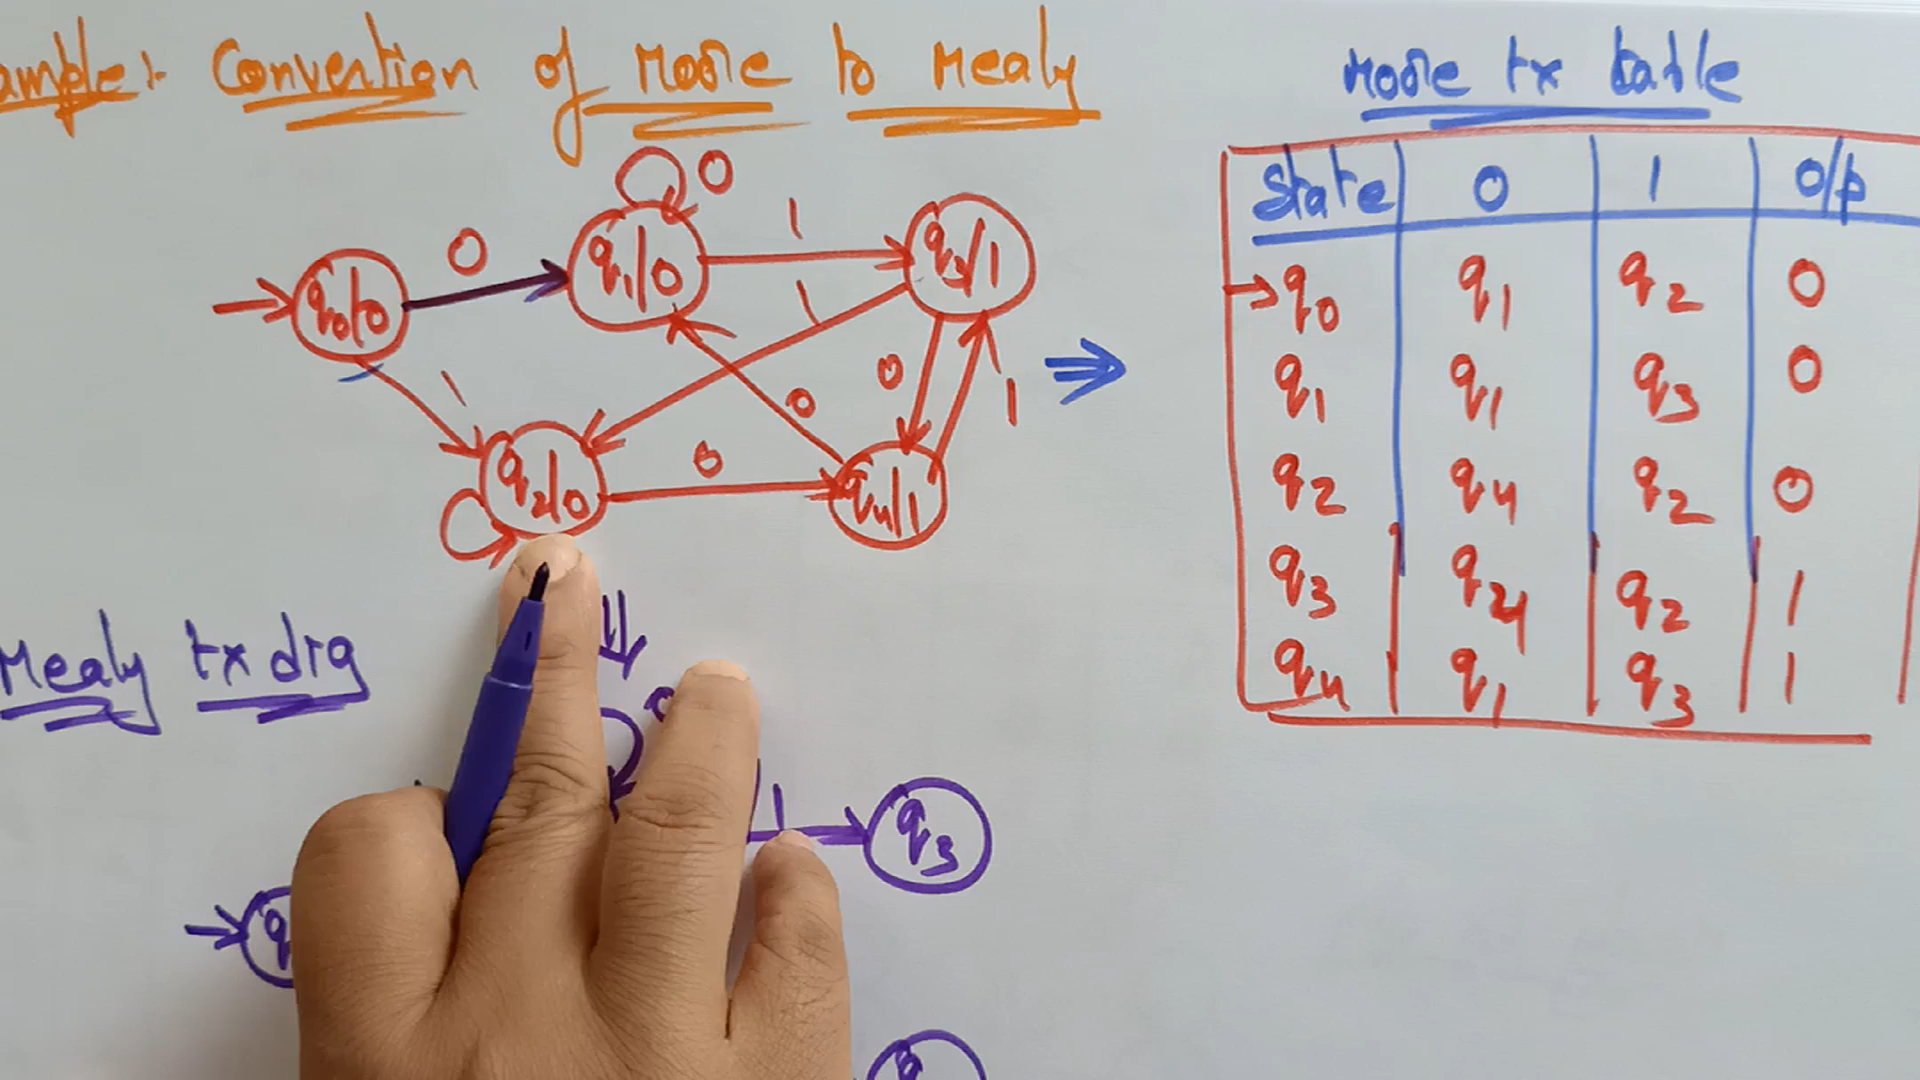 ample:- Convention of Moore to Mealy
Moore tx table
0
q0/0
0
q1/0
1
q3/1
1
1
0
0
1
q2/0
0
q4/1
State 0 1 o/p
q0 q1 q2 0
q1 q1 q3 0
q2 q4 q2 0
q3 q4 q2 1
q4 q1 q3 1
Mealy tx drg
1
q3
q